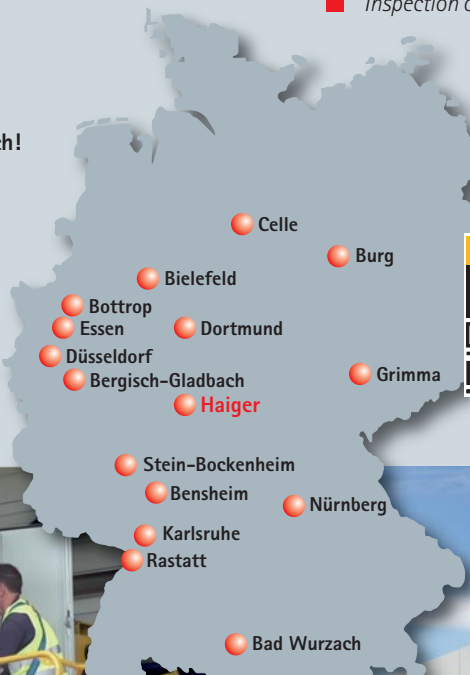 Inspection
h!
Celle
Burg
Bielefeld
Bottrop
Essen
Dortmund
Düsseldorf
Grimma
Bergisch-Gladbach
Haiger
Stein-Bockenheim
Bensheim
Nürnberg
Karlsruhe
Rastatt
Bad Wurzach